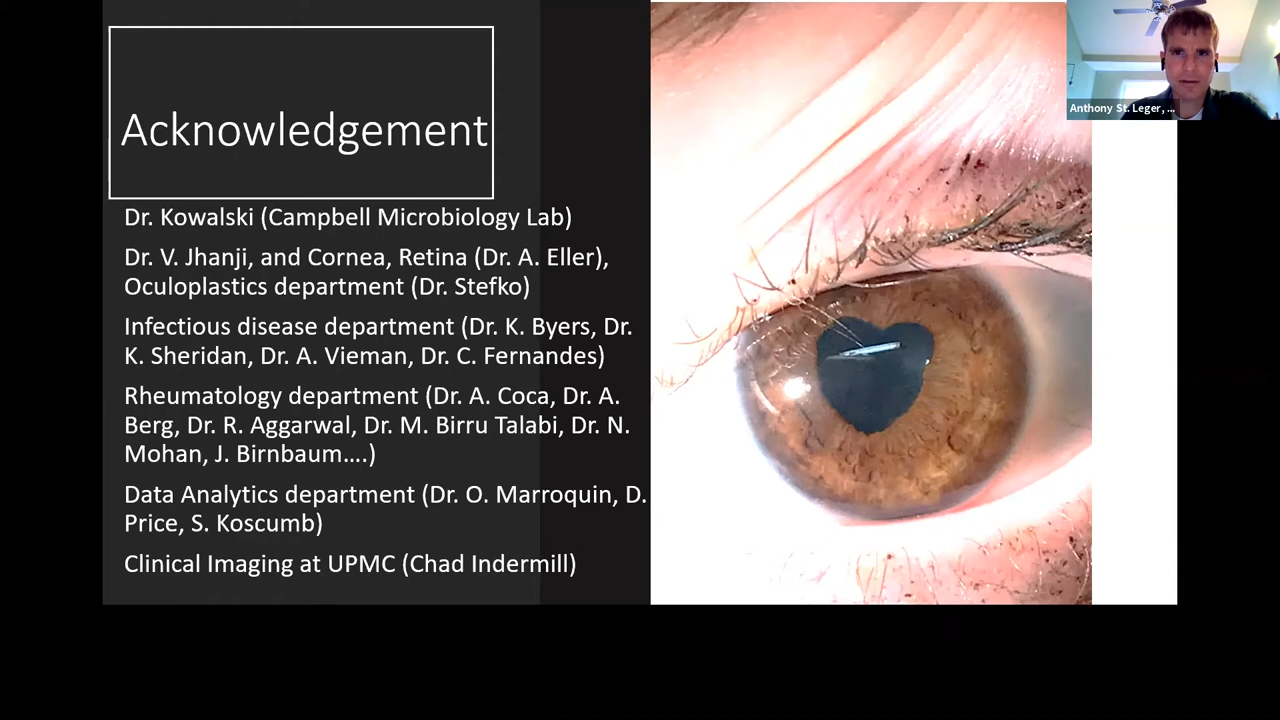 Acknowledgement
Dr. Kowalski (Campbell Microbiology Lab)
Dr. V. Jhanji, and Cornea, Retina (Dr. A. Eller),
Oculoplastics department (Dr. Stefko)
Infectious disease department (Dr. K. Byers, Dr.
K. Sheridan, Dr. A. Vieman, Dr. C. Fernandes)
Rheumatology department (Dr. A. Coca, Dr. A.
Berg, Dr. R. Aggarwal, Dr. M. Birru Talabi, Dr. N.
Mohan, J. Birnbaum….)
Data Analytics department (Dr. O. Marroquin, D.
Price, S. Koscumb)
Clinical Imaging at UPMC (Chad Indermill)
Anthony St. Leger, ...